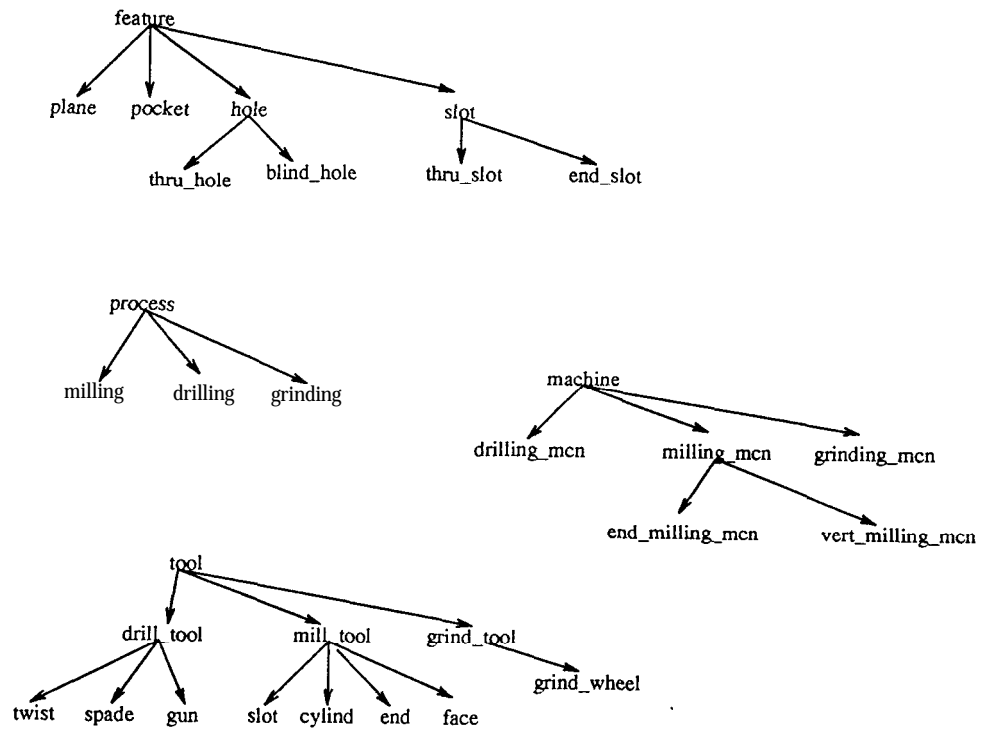 feature
plane pocket hole slot
thru_hole blind_hole thru_slot end_slot
process
milling drilling grinding
machine
drilling_mcn milling_mcn grinding_mcn
end_milling_mcn vert_milling_mcn
tool
drill_tool mill_tool grind_tool
grind_wheel
twist spade gun slot cylind end face